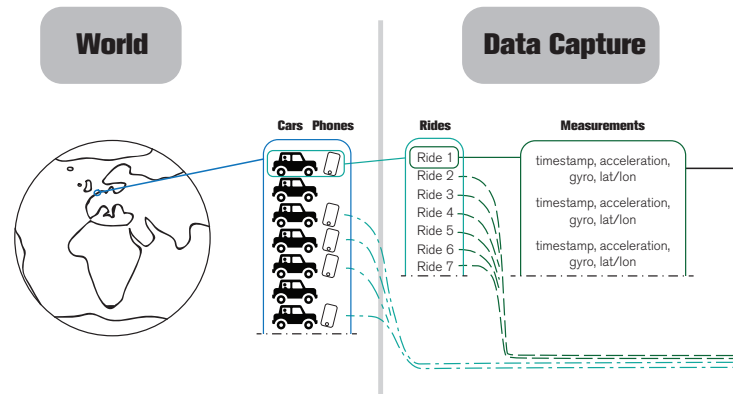 World
Data Capture
Cars Phones
Rides
Measurements
Ride 1
Ride 2
Ride 3
Ride 4
Ride 5
Ride 6
Ride 7
timestamp, acceleration,
gyro, lat/lon
timestamp, acceleration,
gyro, lat/lon
timestamp, acceleration,
gyro, lat/lon